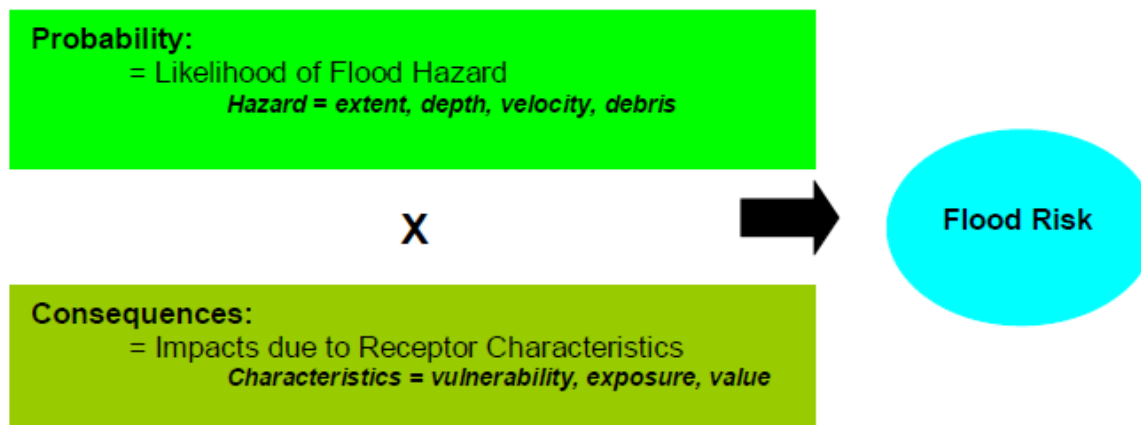 Probability:
= Likelihood of Flood Hazard
Hazard = extent, depth, velocity, debris
X
Flood Risk
Consequences:
= Impacts due to Receptor Characteristics
Characteristics = vulnerability, exposure, value